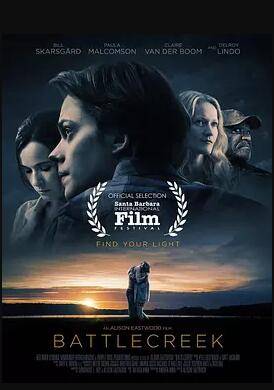 BILL SKARSGÅRD PAULA MALCOMSON CLAIRE VAN DER BOOM AND DELROY LINDO
OFFICIAL SELECTION
SANTA BARBARA
INTERNATIONAL
Film
FESTIVAL
FIND YOUR LIGHT
AN ALISON EASTWOOD FILM
BATTLECREEK